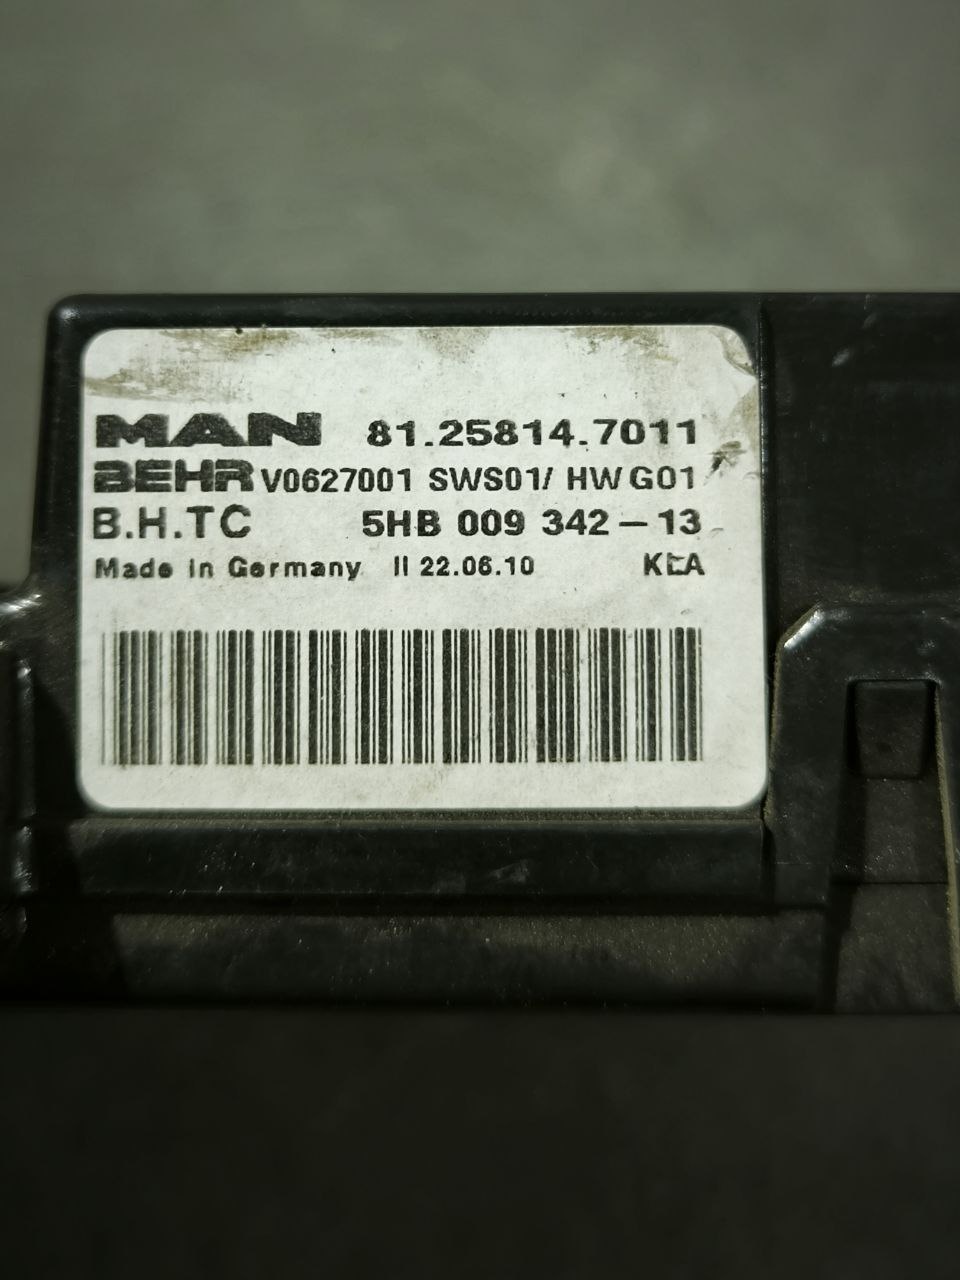 MAN 81.25814.7011
BEHR V0627001 SWS01/ HW G01
B.H.TC 5HB 009 342-13
Made in Germany II 22.06.10 KLA